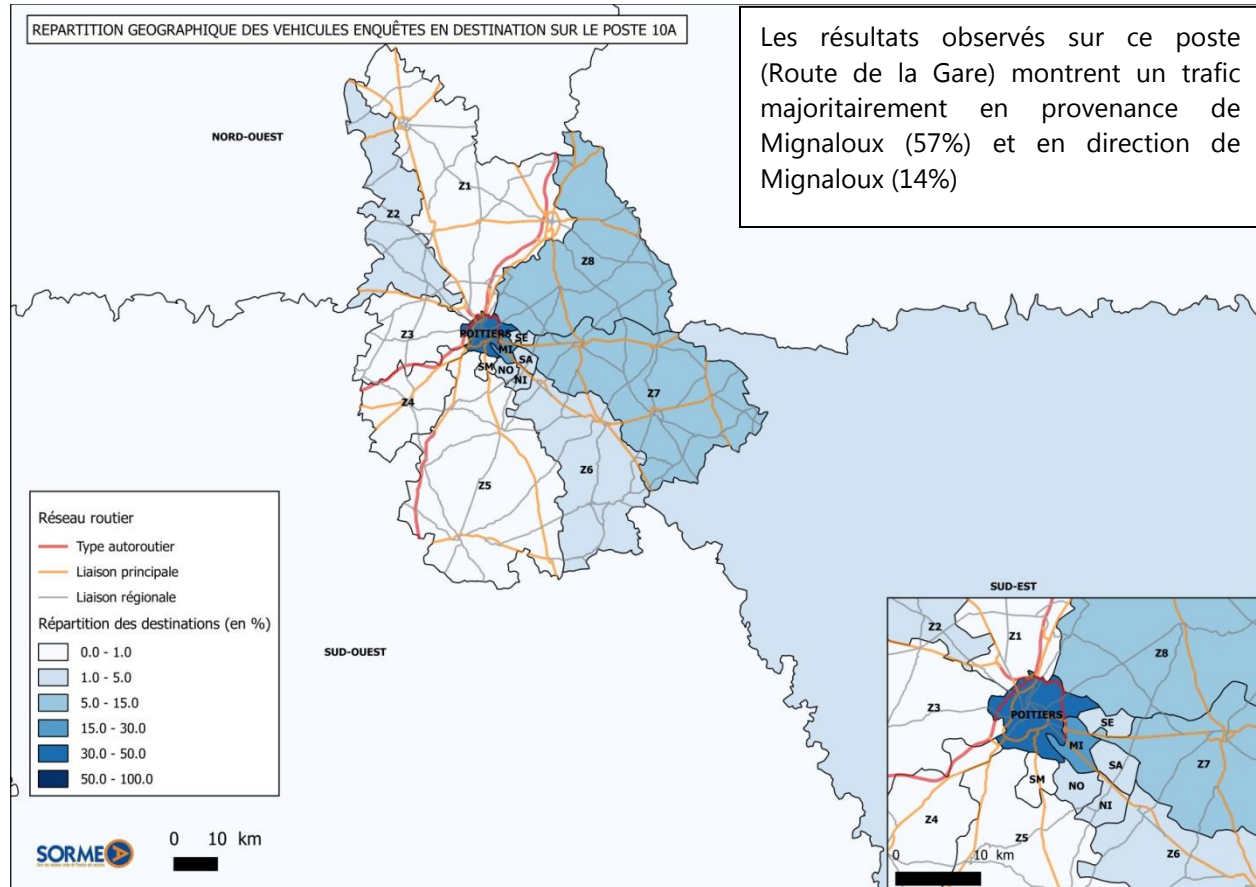 REPARTITION GEOGRAPHIQUE DES VEHICULES ENQUÊTES EN DESTINATION SUR LE POSTE 10A
Les résultats observés sur ce poste
(Route de la Gare) montrent un trafic
majoritairement en provenance de
Mignaloux (57%) et en direction de
Mignaloux (14%)
NORD-OUEST
Z1
Z2
Z8
Z3
POITIERS
SE
MI
SA
SM
NO
NI
Z4
Z7
Z6
Z5
SUD-OUEST
SUD-EST
Réseau routier
Type autoroutier
Liaison principale
Liaison régionale
Répartition des destinations (en %)
0.0 - 1.0
1.0 - 5.0
5.0 - 15.0
15.0 - 30.0
30.0 - 50.0
50.0 - 100.0
SORMEA
0 10 km
Z2
Z1
Z8
Z3
POITIERS
SE
MI
SA
Z7
SM
NO
NI
Z4
Z5
Z6
0 10 km